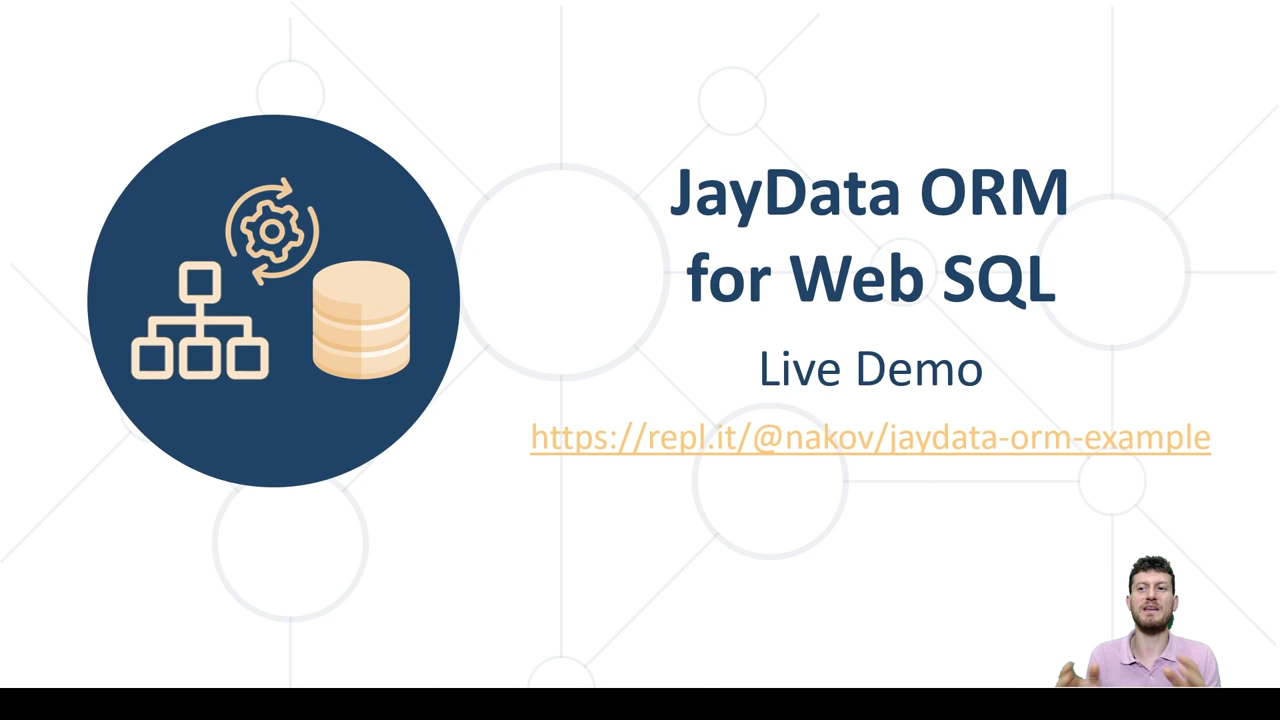 JayData ORM
for Web SQL
Live Demo
https://repl.it/@nakov/jaydata-orm-example